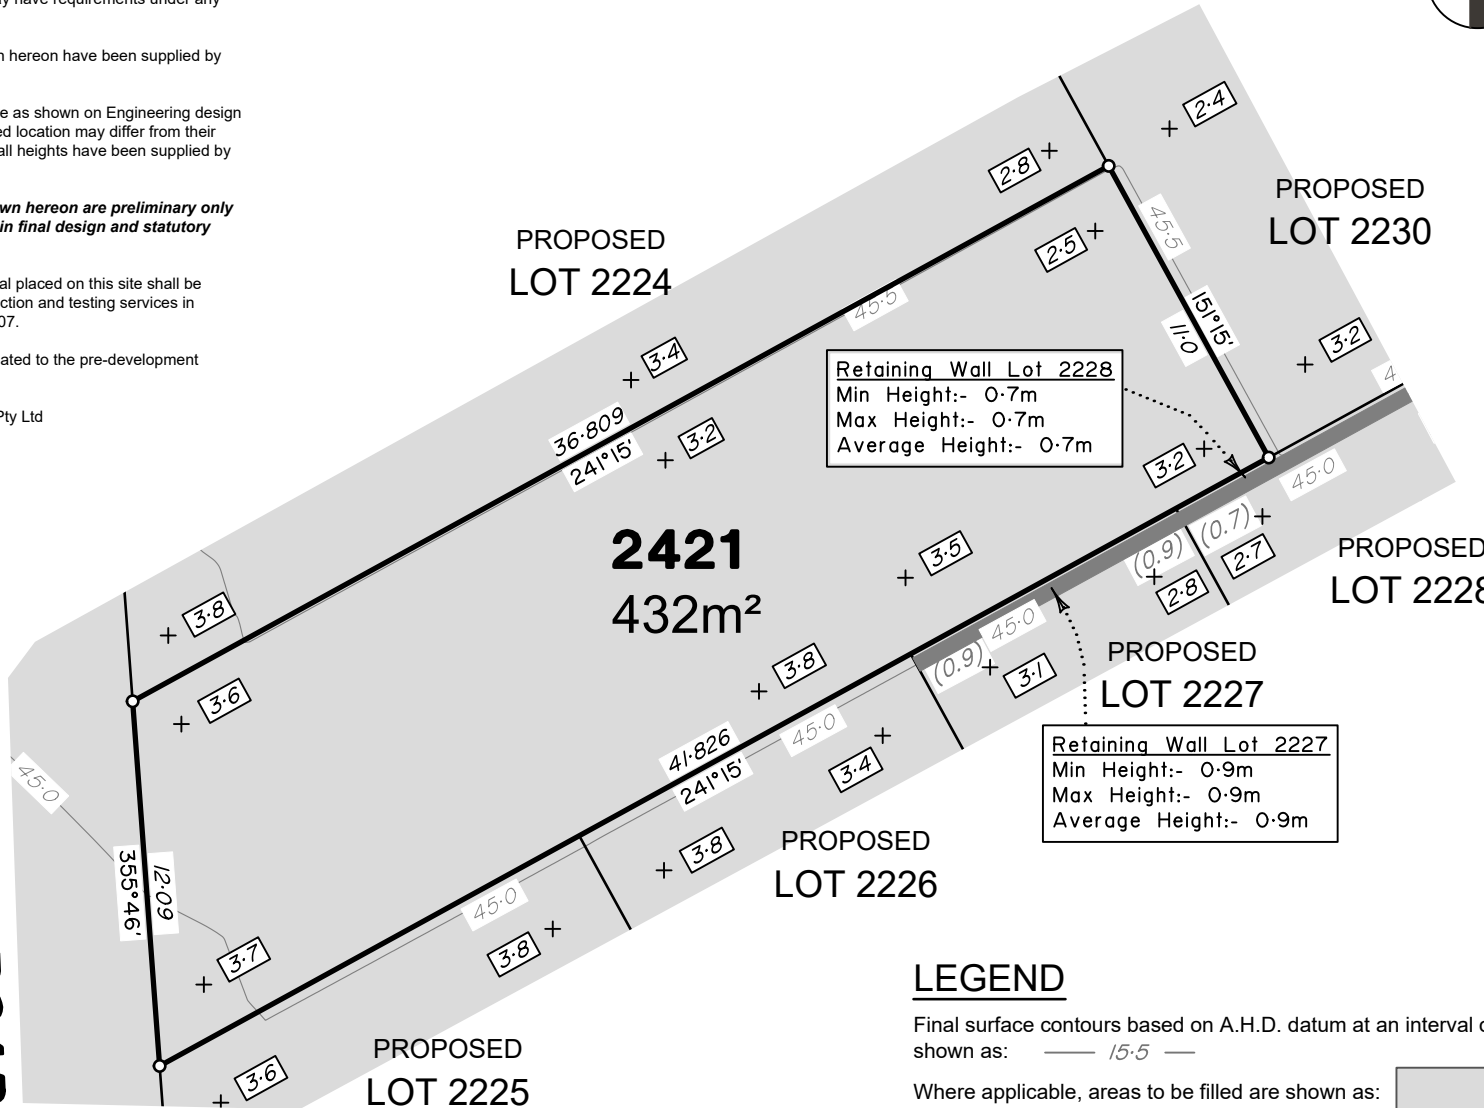 y have requirements under any
n hereon have been supplied by
e as shown on Engineering design
ed location may differ from their
all heights have been supplied by
wn hereon are preliminary only
in final design and statutory
al placed on this site shall be
ction and testing services in
07.
ated to the pre-development
Pty Ltd
2·4
2·8
PROPOSED
LOT 2230
45·5
2·5
PROPOSED
LOT 2224
45·5
151°15'
11·0
3·4
3·2
4
Retaining Wall Lot 2228
Min Height:- 0·7m
Max Height:- 0·7m
Average Height:- 0·7m
36·809
241°15'
3·2
3·2
45·0
2421
432m²
3·5
(0.7)
(0.9)
2·7
2·8
PROPOSED
LOT 2228
3·8
3·6
45·0
3·8
(0.9)
3·1
PROPOSED
LOT 2227
45·0
41·826
241°15'
3·4
Retaining Wall Lot 2227
Min Height:- 0·9m
Max Height:- 0·9m
Average Height:- 0·9m
45·0
355°46'
12·09
3·8
PROPOSED
LOT 2226
45·0
3·7
3·8
3·6
PROPOSED
LOT 2225
LEGEND
Final surface contours based on A.H.D. datum at an interval
shown as: 15·5
Where applicable, areas to be filled are shown as: